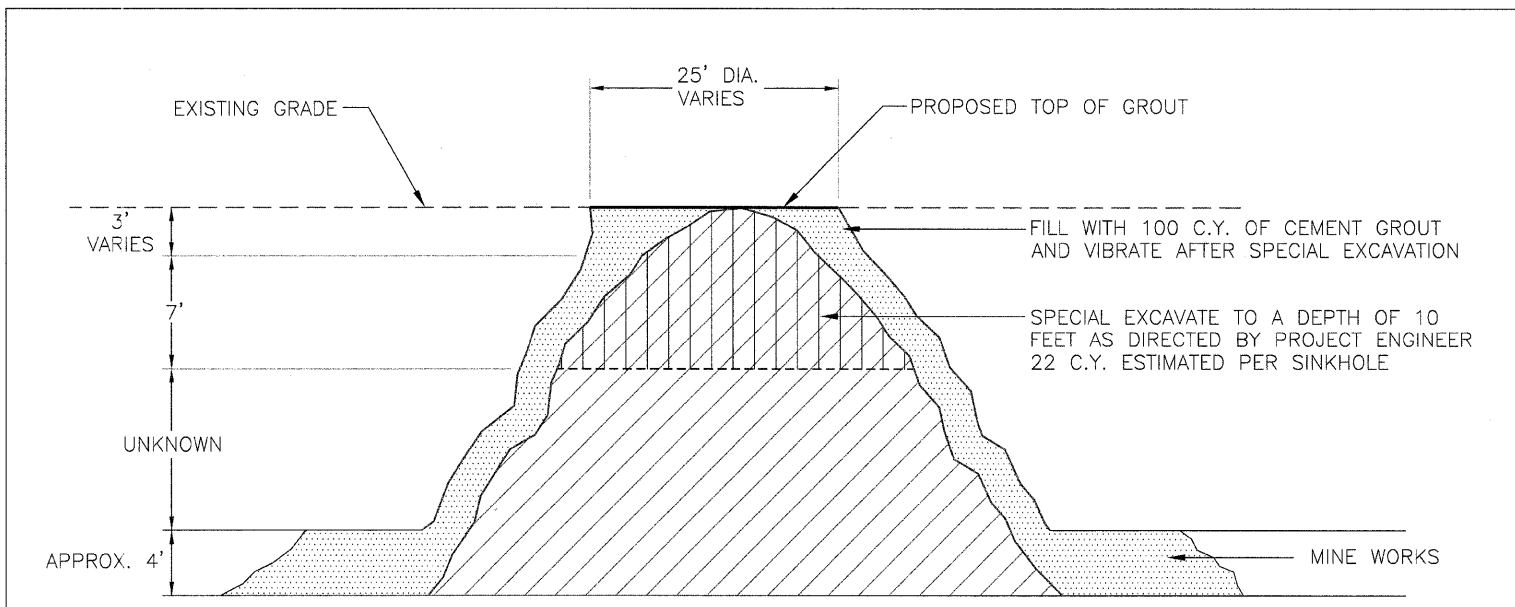 25' DIA.
VARIES
EXISTING GRADE
PROPOSED TOP OF GROUT
3'
VARIES
FILL WITH 100 C.Y. OF CEMENT GROUT
AND VIBRATE AFTER SPECIAL EXCAVATION
7'
SPECIAL EXCAVATE TO A DEPTH OF 10
FEET AS DIRECTED BY PROJECT ENGINEER
22 C.Y. ESTIMATED PER SINKHOLE
UNKNOWN
APPROX. 4'
MINE WORKS